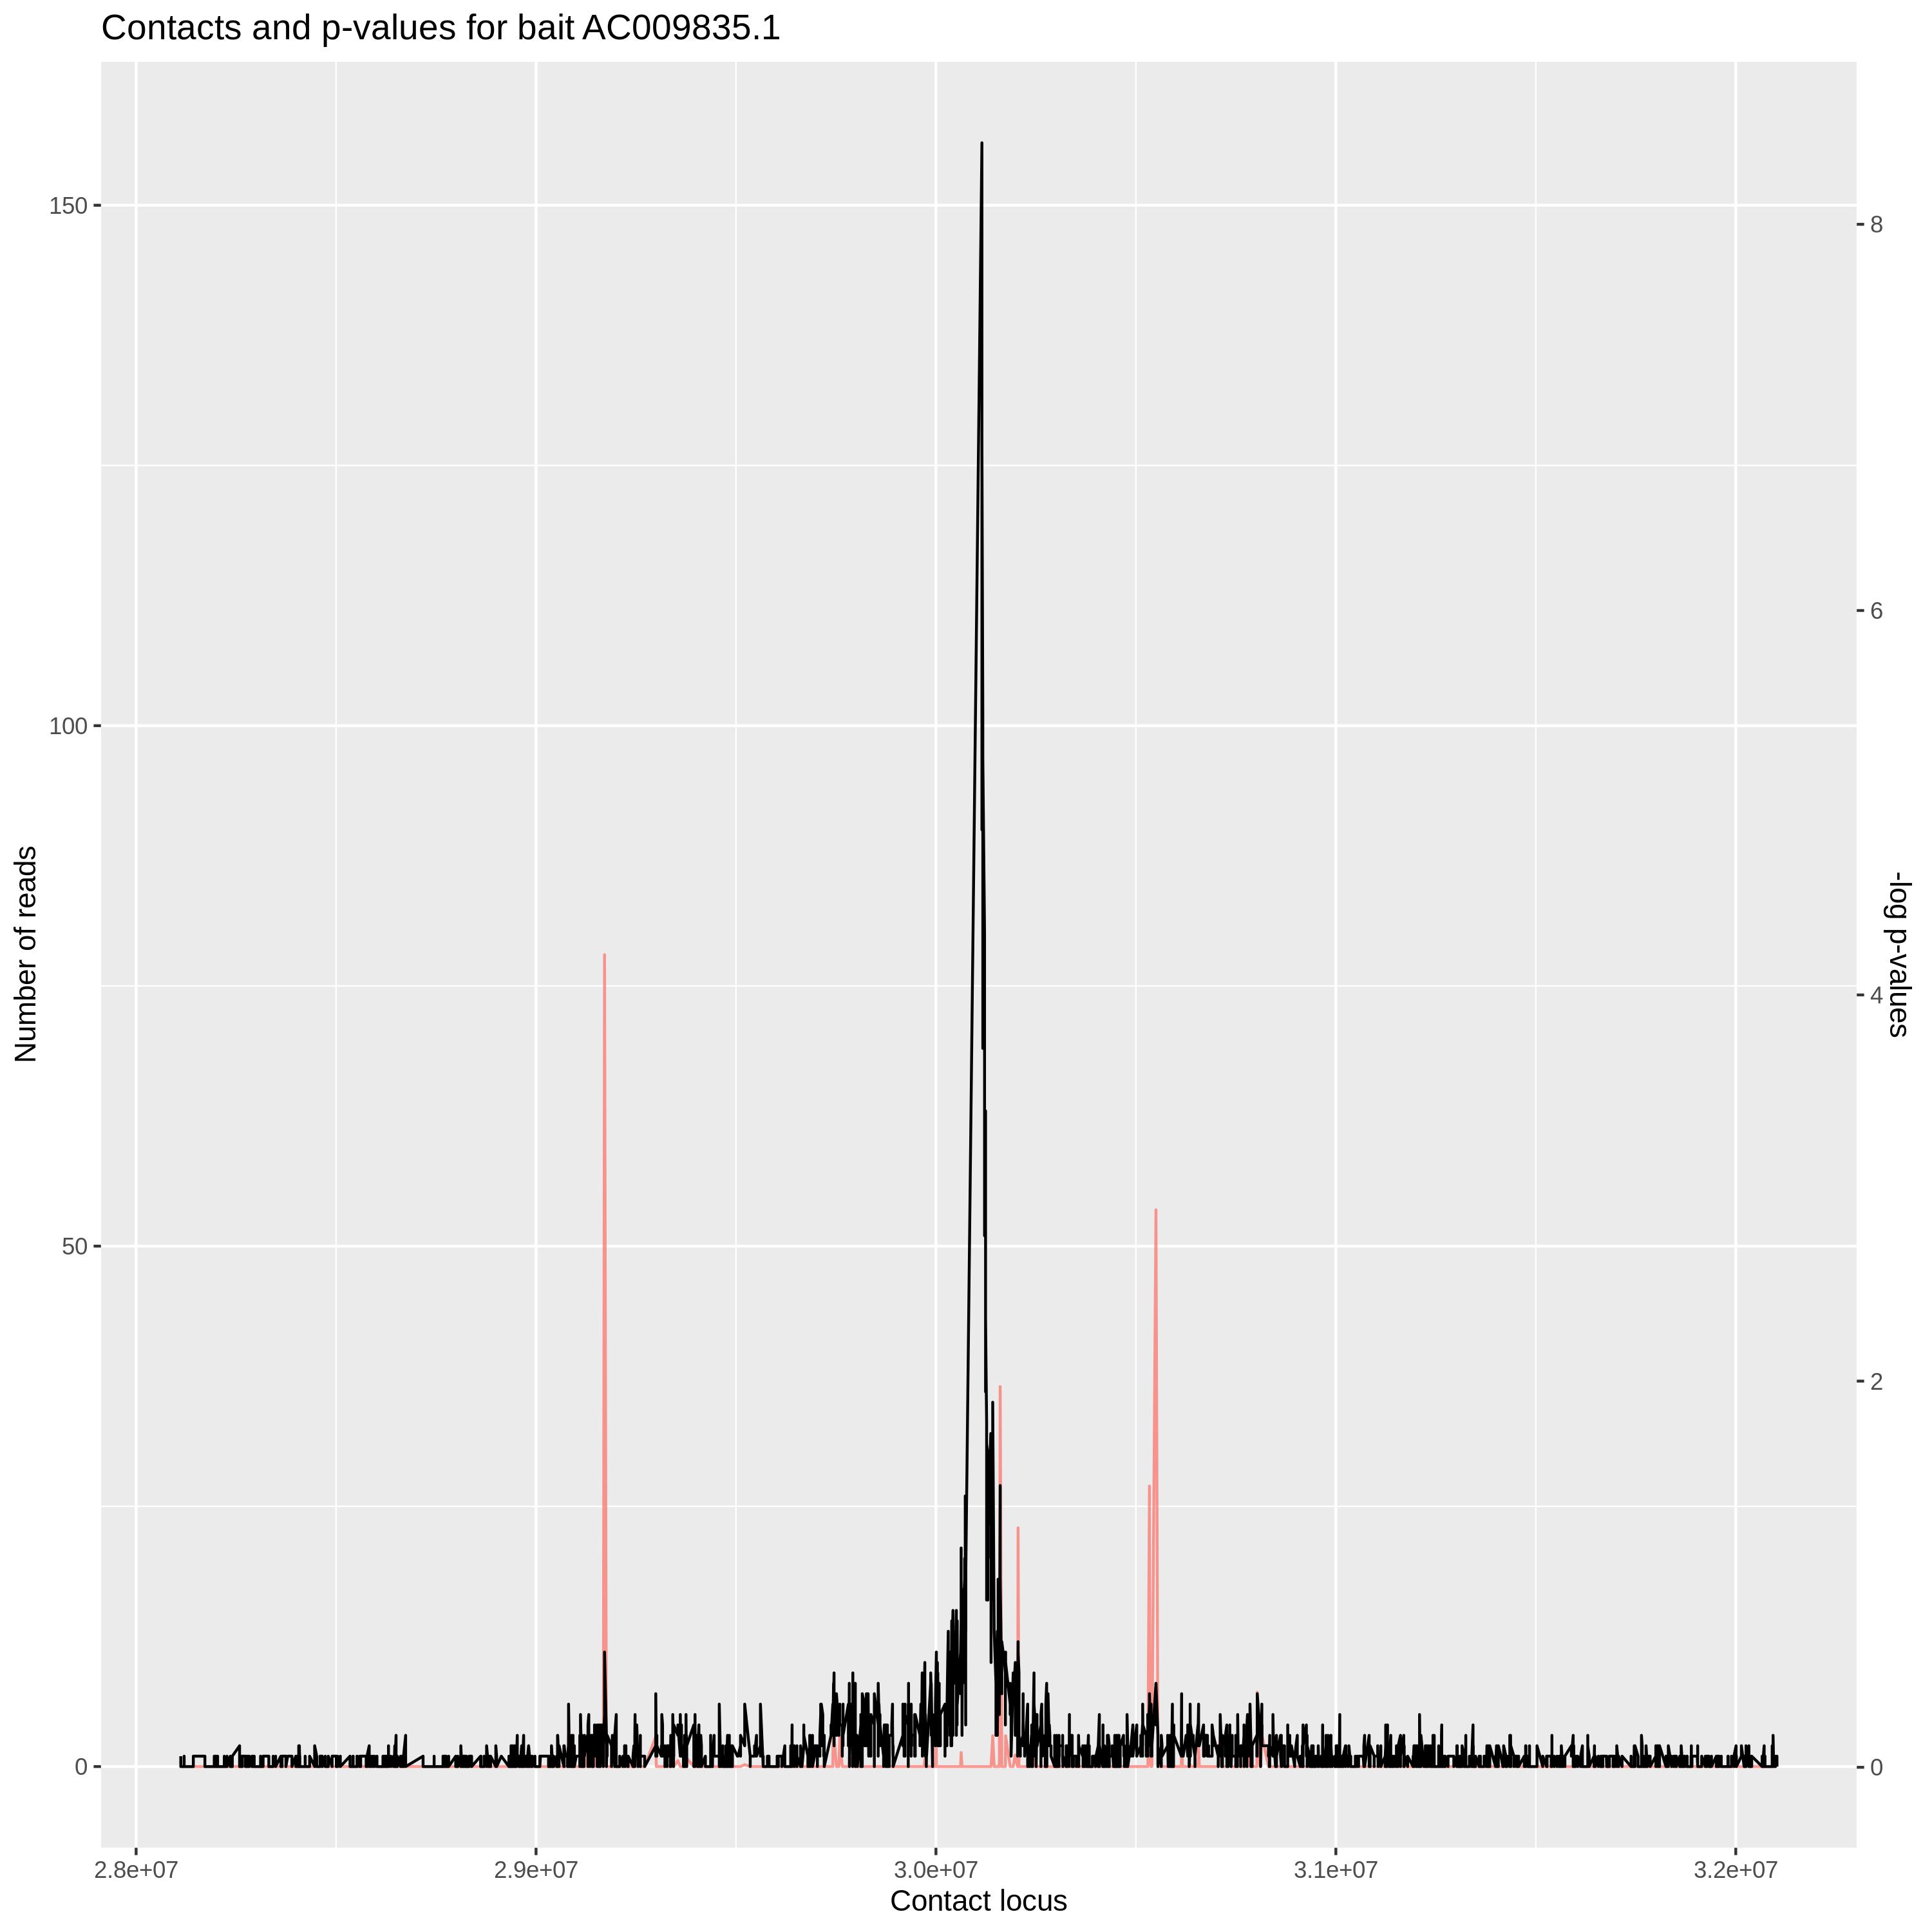 Contacts and p-values for bait AC009835.1
150
100
50
0
Number of reads
8
6
4
2
0
-log p-values
2.8e+07
2.9e+07
3.0e+07
3.1e+07
3.2e+07
Contact locus